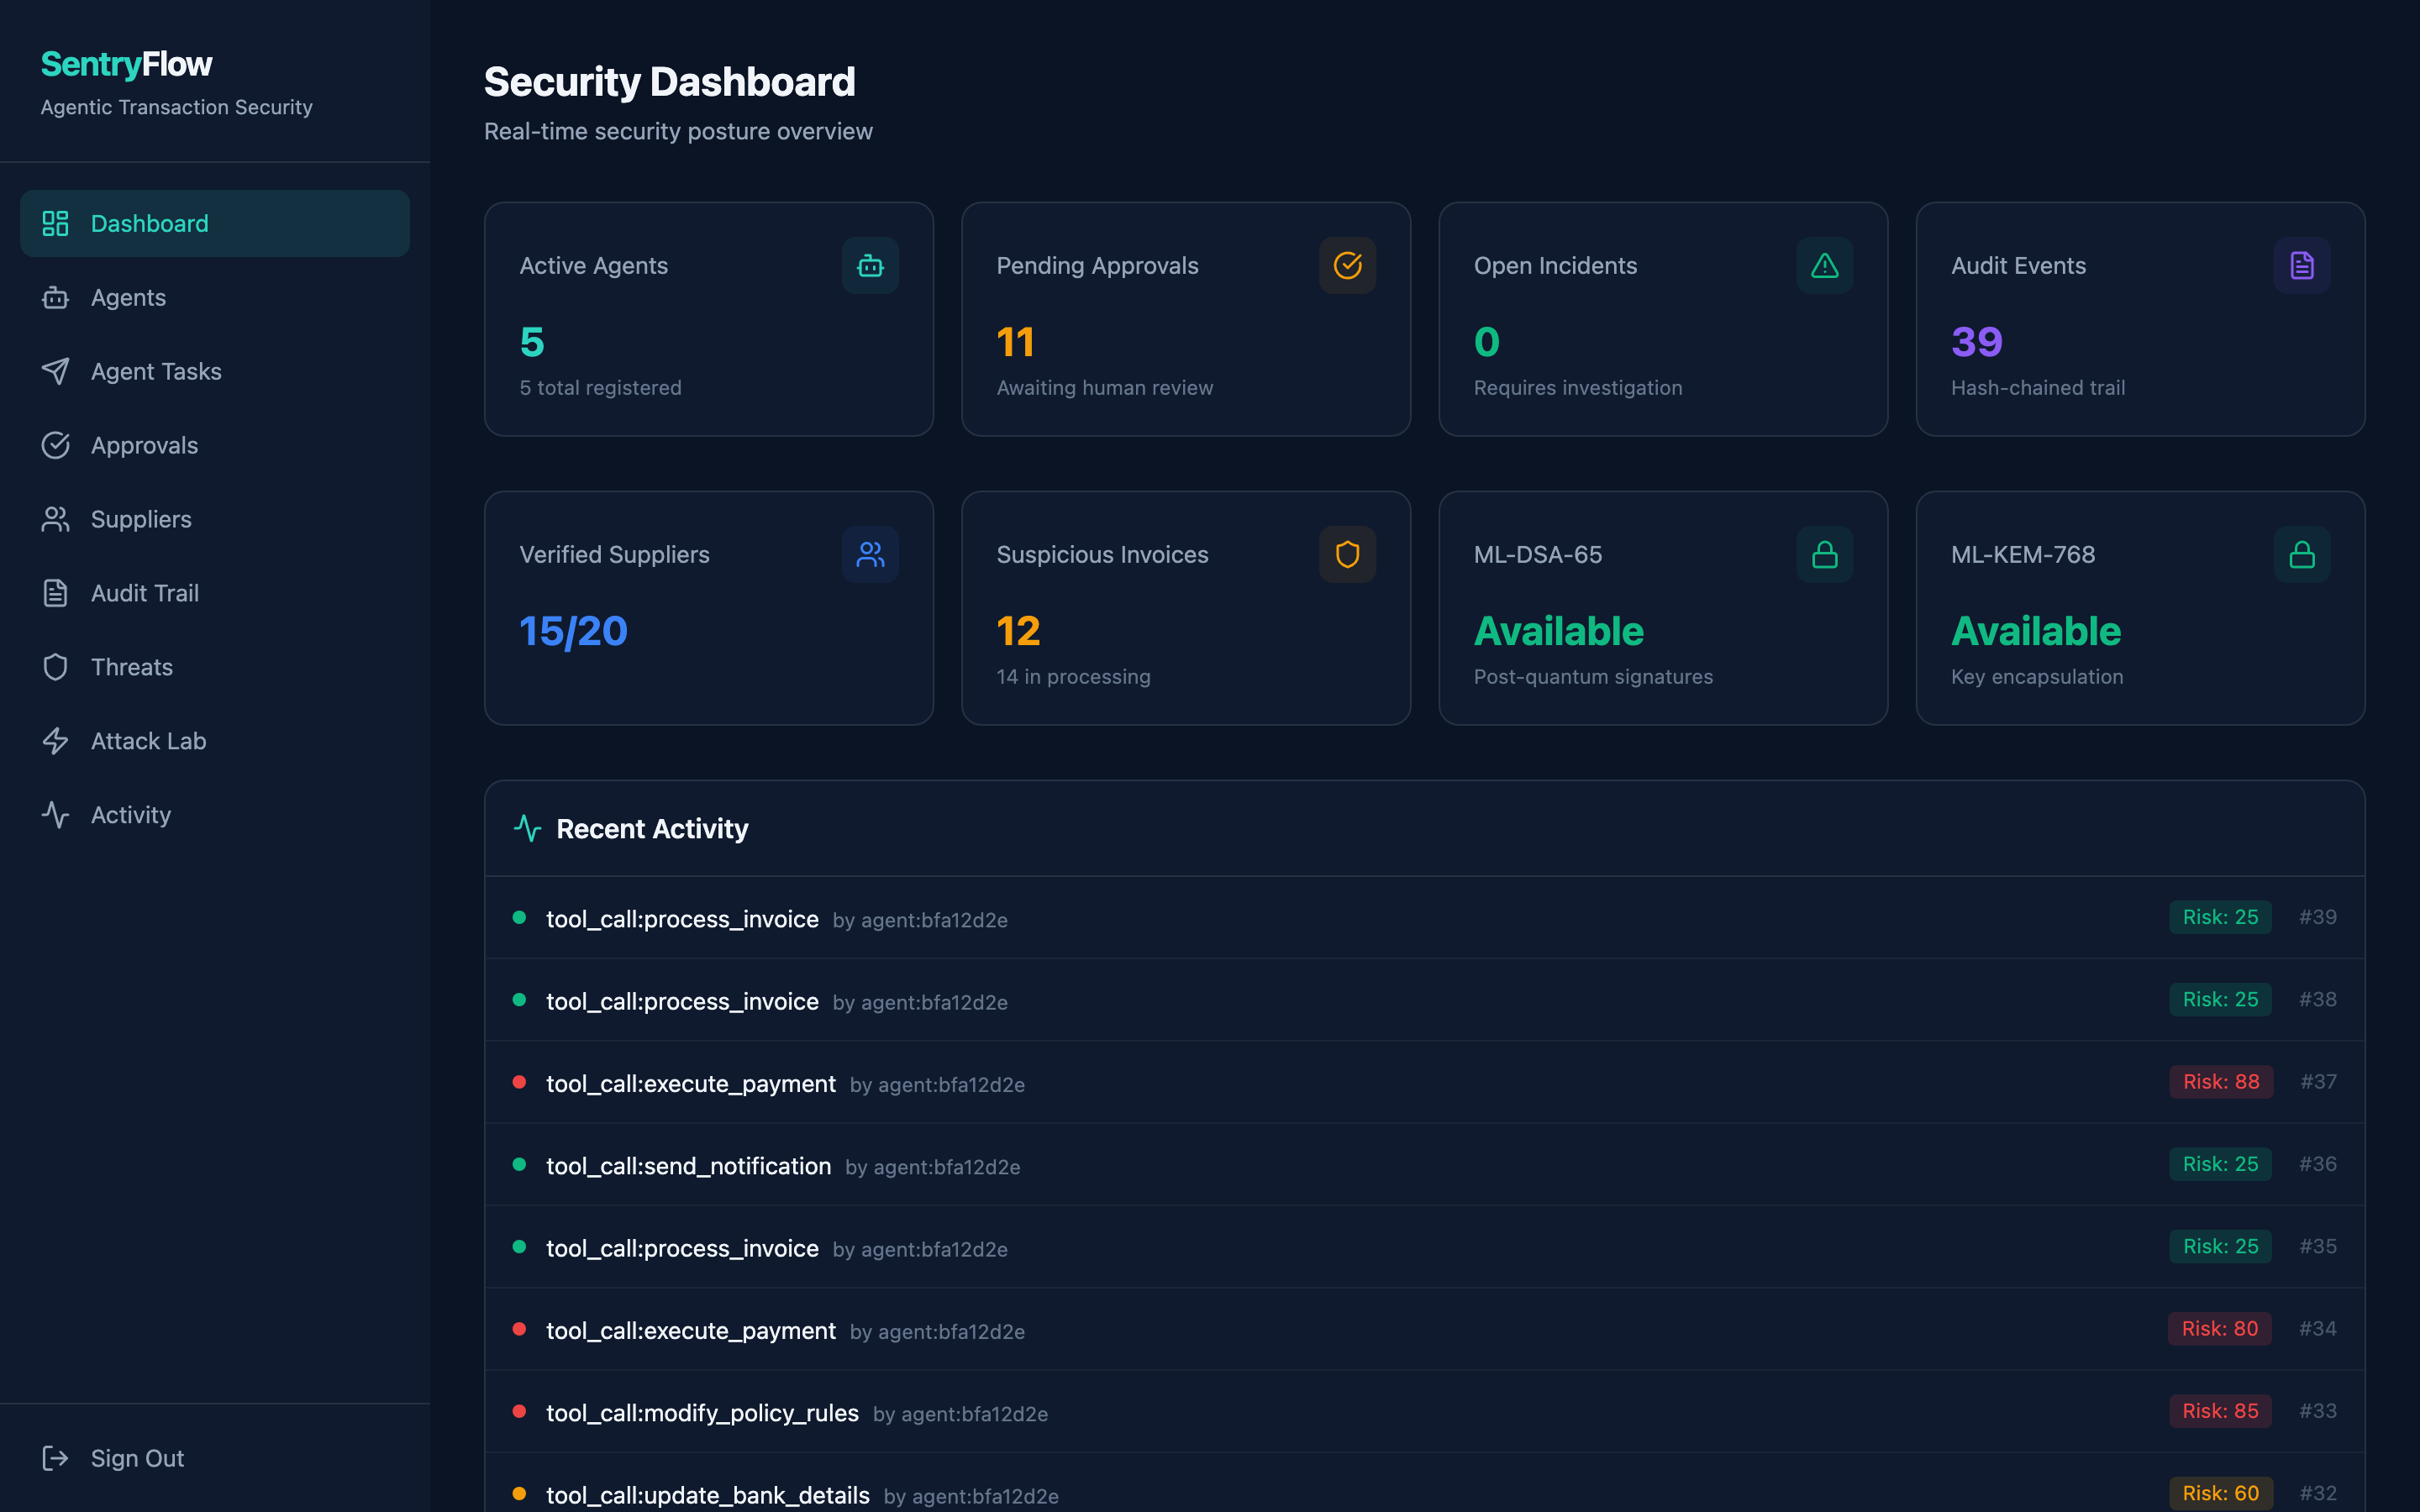 SentryFlow
Agentic Transaction Security
Dashboard
Agents
Agent Tasks
Approvals
Suppliers
Audit Trail
Threats
Attack Lab
Activity
Sign Out
Security Dashboard
Real-time security posture overview
Active Agents
5
5 total registered
Pending Approvals
11
Awaiting human review
Open Incidents
0
Requires investigation
Audit Events
39
Hash-chained trail
Verified Suppliers
15/20
Suspicious Invoices
12
14 in processing
ML-DSA-65
Available
Post-quantum signatures
ML-KEM-768
Available
Key encapsulation
Recent Activity
tool_call:process_invoice by agent:bfa12d2e Risk: 25 #39
tool_call:process_invoice by agent:bfa12d2e Risk: 25 #38
tool_call:execute_payment by agent:bfa12d2e Risk: 88 #37
tool_call:send_notification by agent:bfa12d2e Risk: 25 #36
tool_call:process_invoice by agent:bfa12d2e Risk: 25 #35
tool_call:execute_payment by agent:bfa12d2e Risk: 80 #34
tool_call:modify_policy_rules by agent:bfa12d2e Risk: 85 #33
tool_call:update_bank_details by agent:bfa12d2e Risk: 60 #32